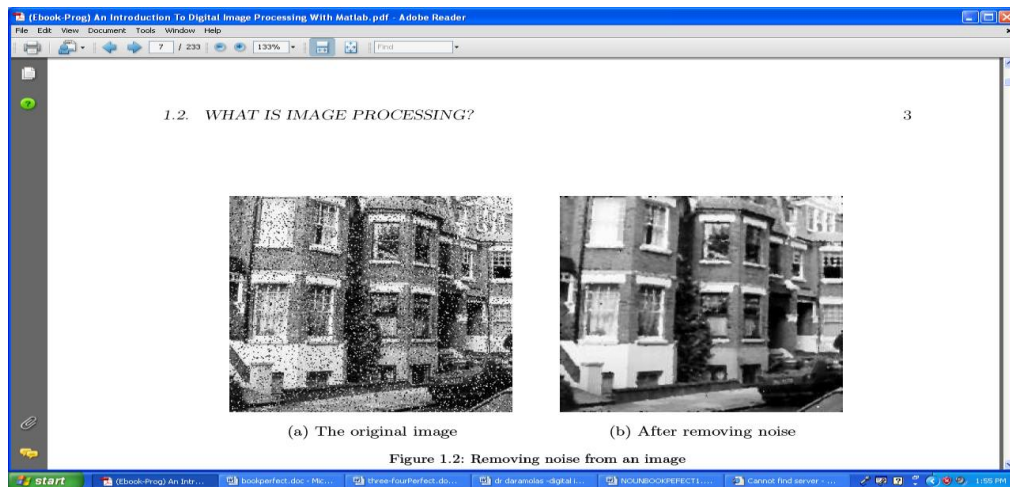 (Ebook-Prog) An Introduction To Digital Image Processing With Matlab.pdf - Adobe Reader
File Edit View Document Tools Window Help
7 / 233 133% Find
1.2. WHAT IS IMAGE PROCESSING? 3
(a) The original image (b) After removing noise
Figure 1.2: Removing noise from an image
start (Ebook-Prog) An Intr... bookperfect.doc - Mic... three-fourPerfect.do... dr daramolas -digital i... NOUNBOOKPEFECT1.... Cannot find server - ... 1:55 PM